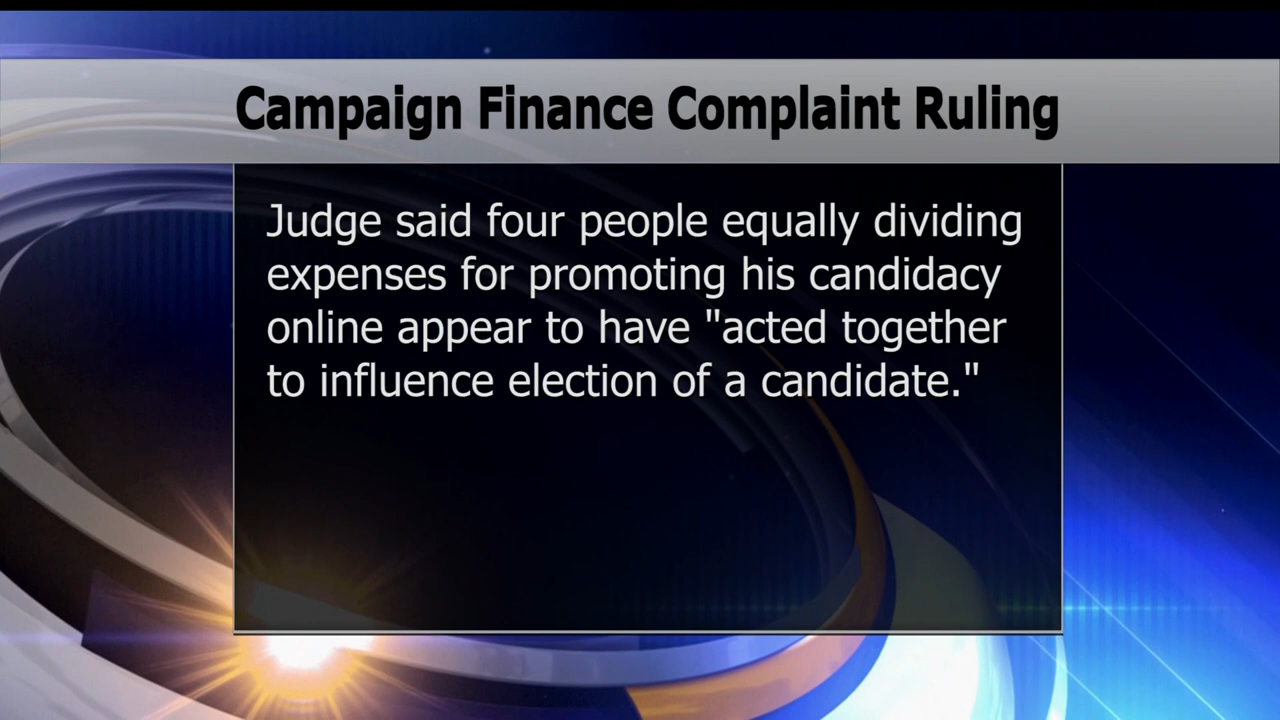 Campaign Finance Complaint Ruling
Judge said four people equally dividing
expenses for promoting his candidacy
online appear to have "acted together
to influence election of a candidate."